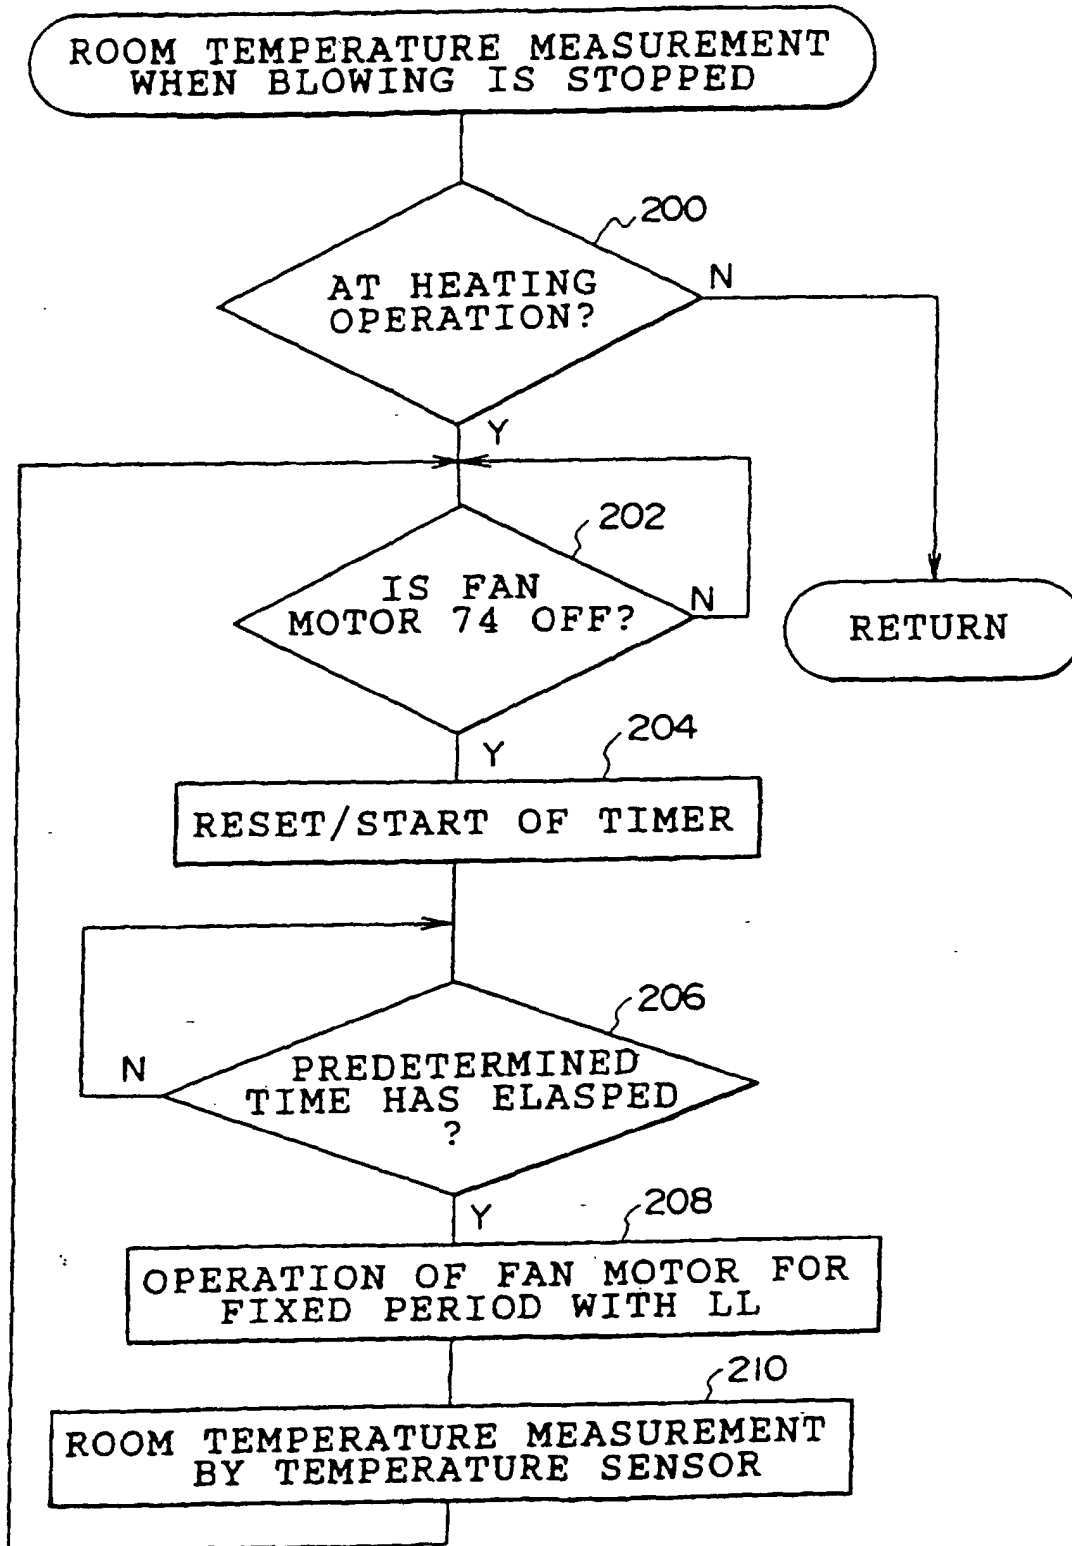 ROOM TEMPERATURE MEASUREMENT
WHEN BLOWING IS STOPPED
200
AT HEATING
OPERATION?
N
Y
202
IS FAN
MOTOR 74 OFF?
N
RETURN
Y
204
RESET/START OF TIMER
206
PREDETERMINED
TIME HAS ELASPED
?
N
Y
208
OPERATION OF FAN MOTOR FOR
FIXED PERIOD WITH LL
210
ROOM TEMPERATURE MEASUREMENT
BY TEMPERATURE SENSOR